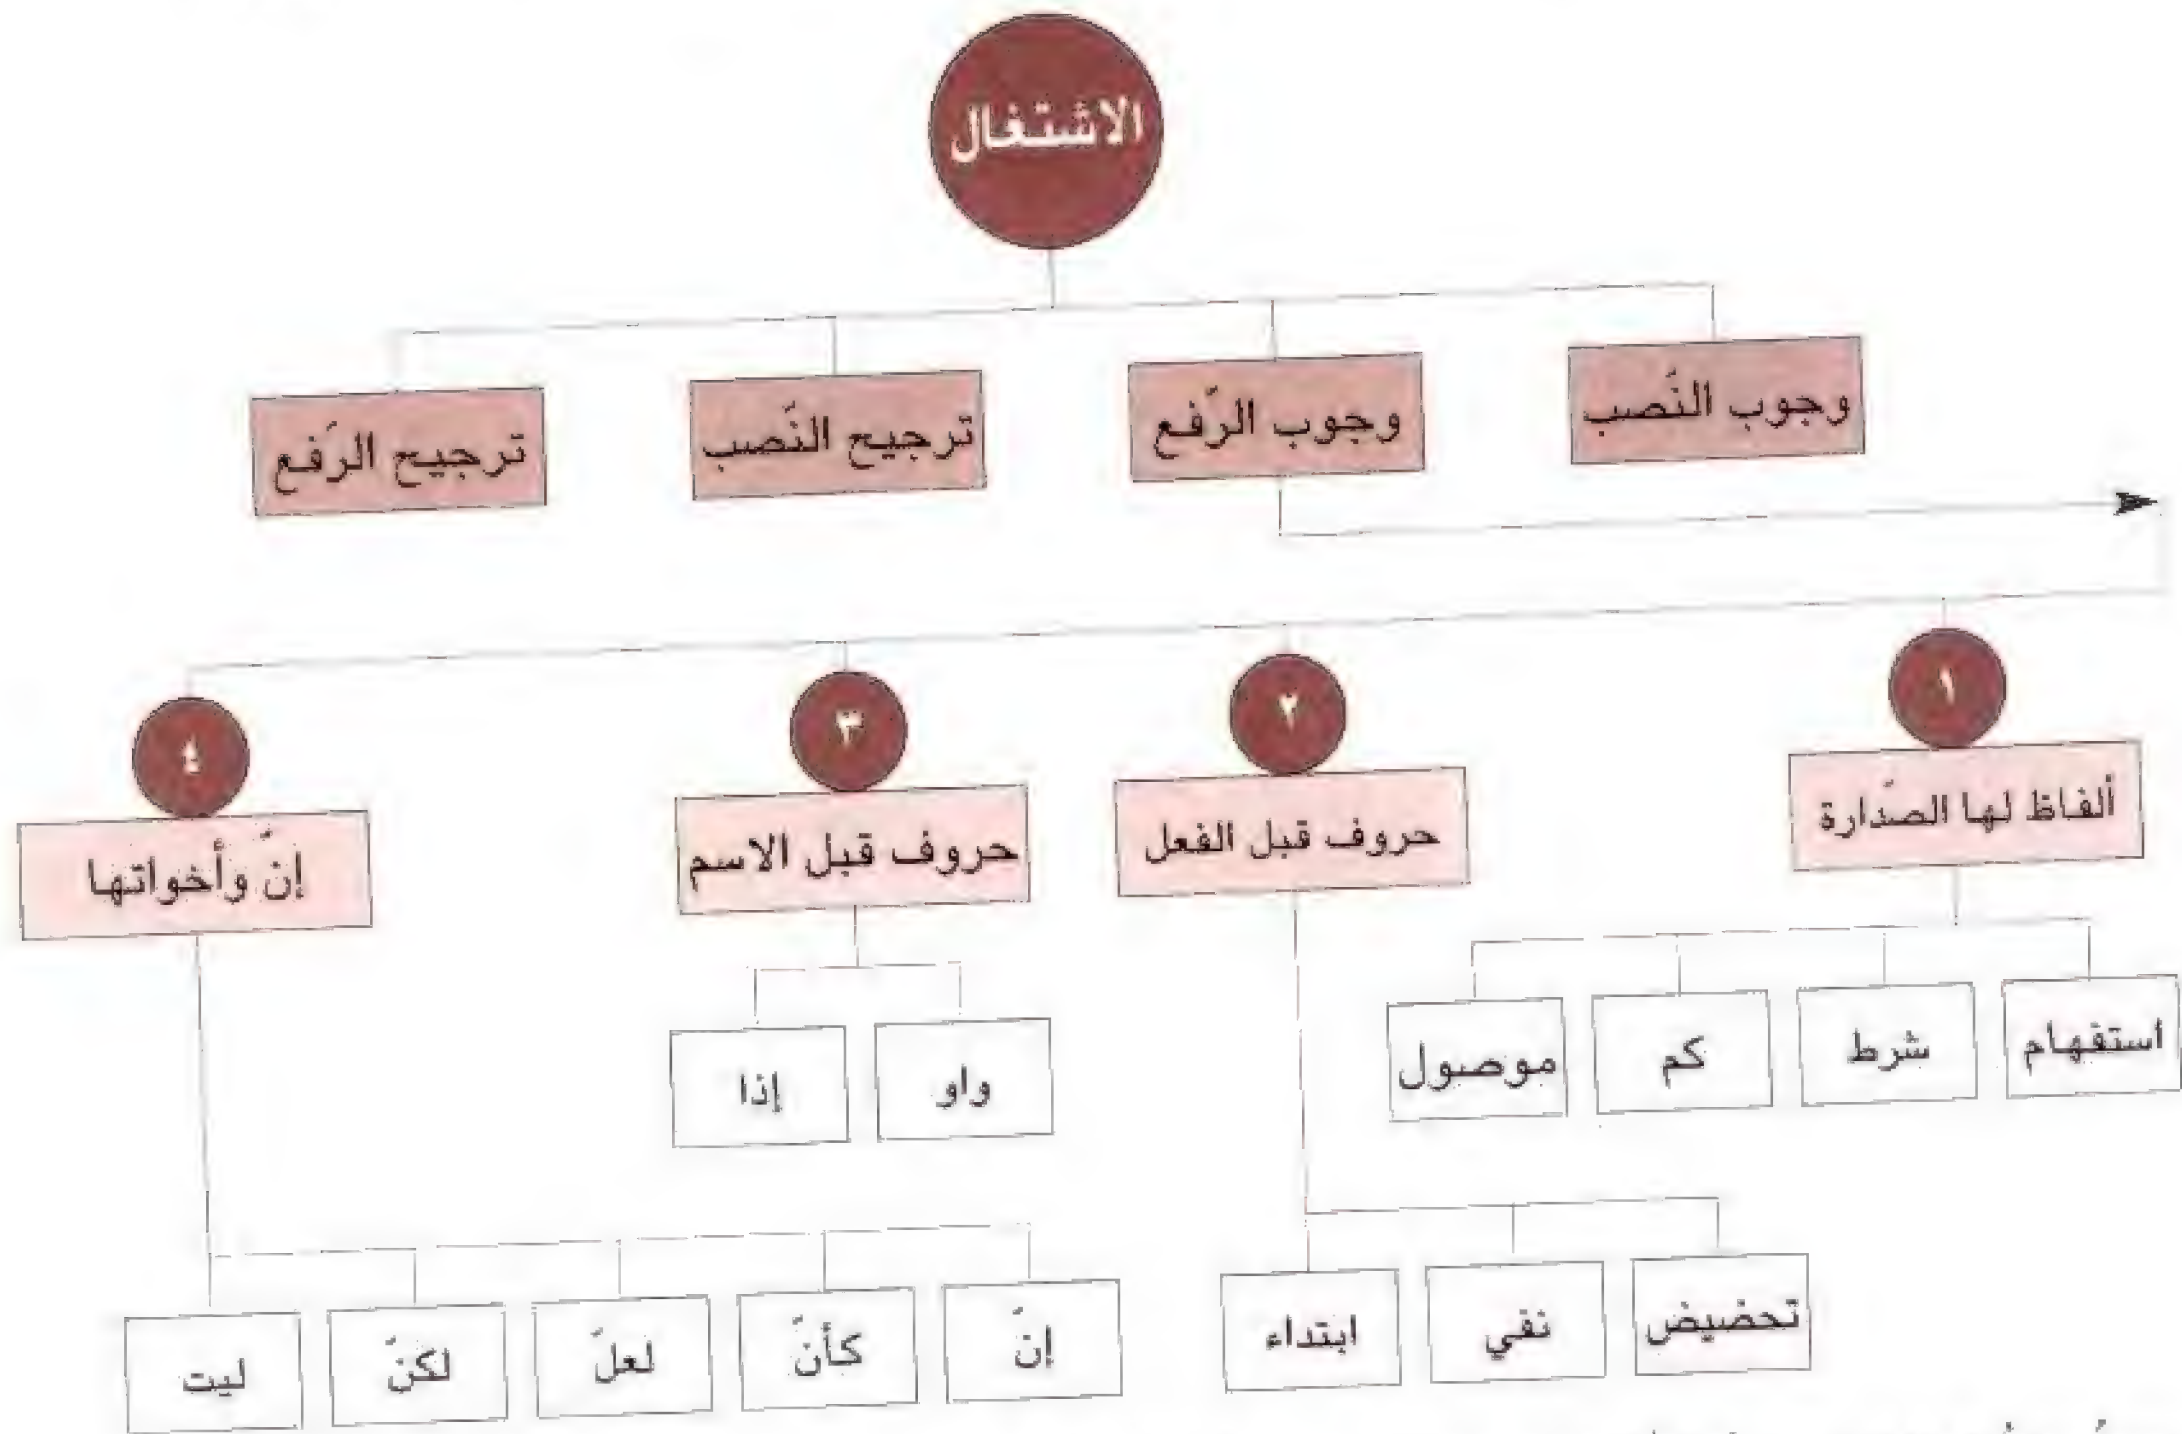 الاشتغال
وجوب النّصب
وجوب الرّفع
ترجيح النّصب
ترجيح الرّفع
١
ألفاظ لها الصّدارة
استفهام
شرط
كم
موصول
٢
حروف قبل الفعل
تحضيض
نفي
ابتداء
٣
حروف قبل الاسم
واو
إذا
٤
إنّ وأخواتها
إنّ
كأنّ
لعلّ
لكنّ
ليت